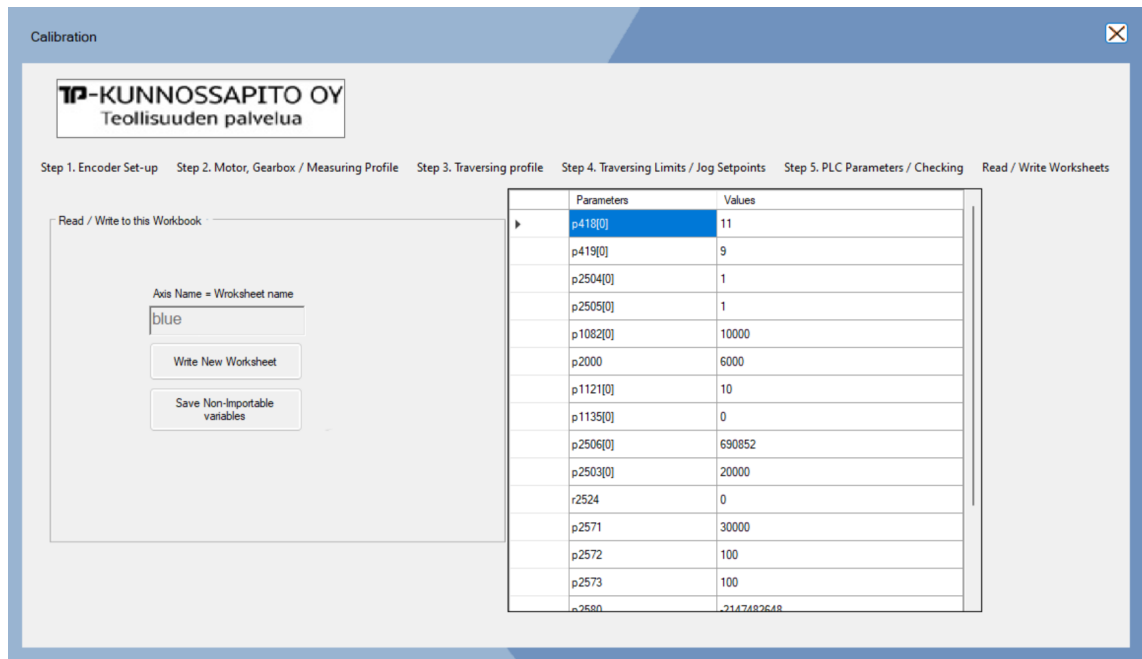 Calibration
TP-KUNNOSSAPITO OY
Teollisuuden palvelua
Step 1. Encoder Set-up Step 2. Motor, Gearbox / Measuring Profile Step 3. Traversing profile Step 4. Traversing Limits / Jog Setpoints Step 5. PLC Parameters / Checking Read / Write Worksheets
Read / Write to this Workbook
Axis Name = Wroksheet name
blue
Write New Worksheet
Save Non-Importable
variables
Parameters Values
p418[0] 11
p419[0] 9
p2504[0] 1
p2505[0] 1
p1082[0] 10000
p2000 6000
p1121[0] 10
p1135[0] 0
p2506[0] 690852
p2503[0] 20000
r2524 0
p2571 30000
p2572 100
p2573 100
p2580 -2147482648